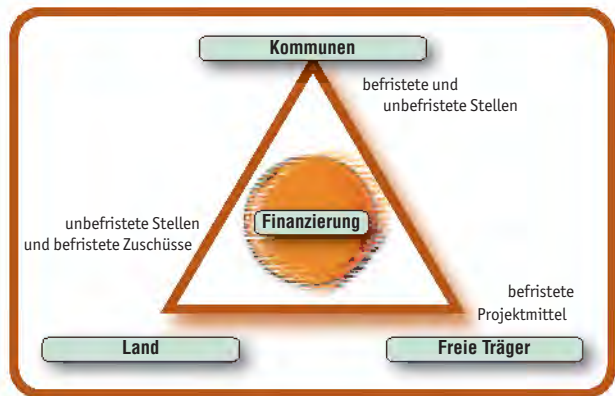 Kommunen
befristete und
unbefristete Stellen
Finanzierung
unbefristete Stellen
und befristete Zuschüsse
befristete
Projektmittel
Land
Freie Träger